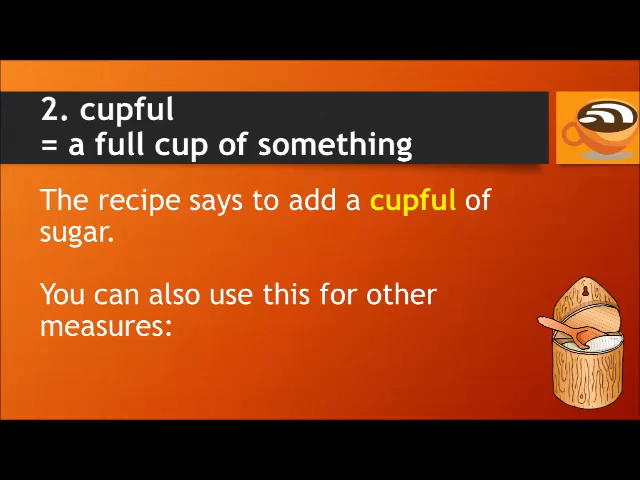 2. cupful
= a full cup of something
The recipe says to add a cupful of
sugar.
You can also use this for other
measures: